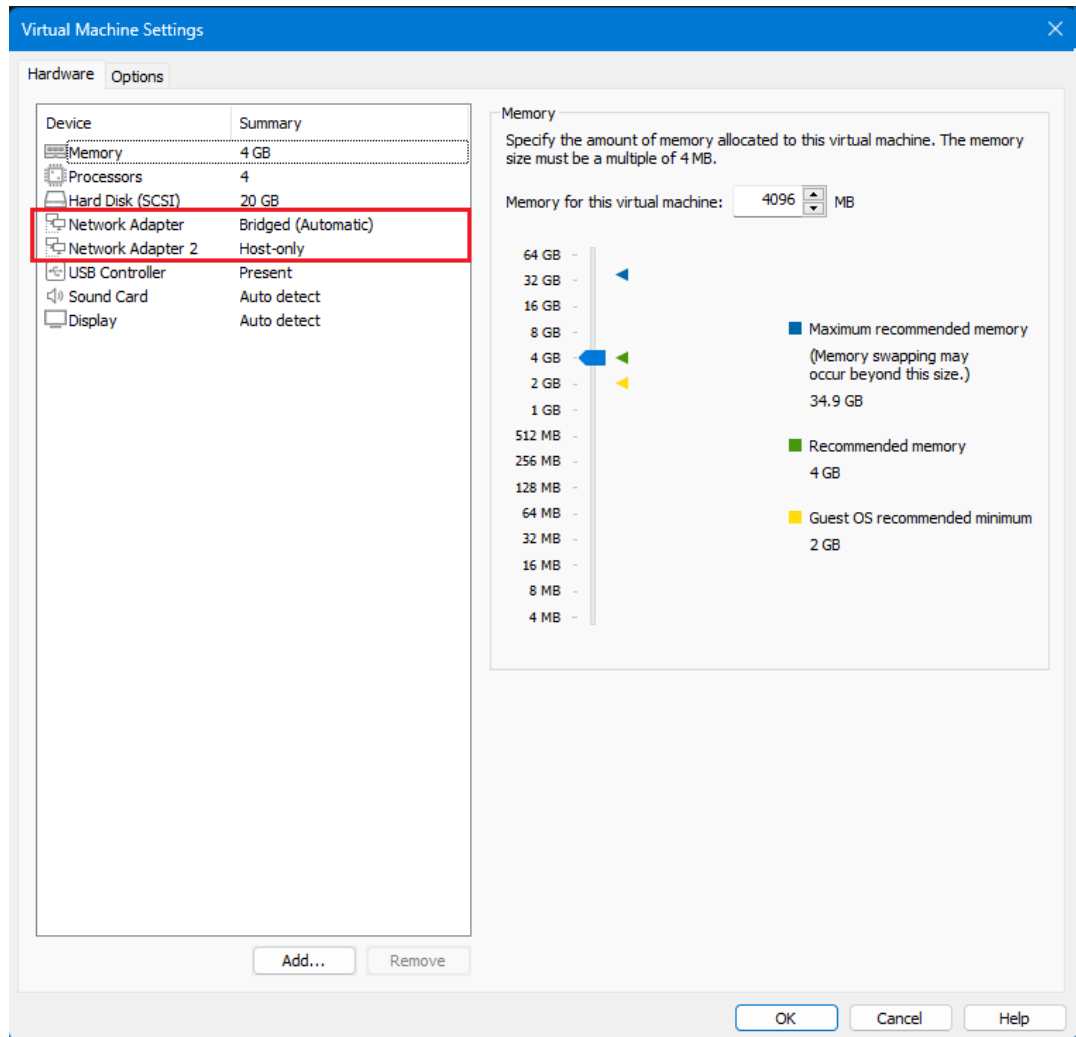 Virtual Machine Settings
Hardware
Options
Device Summary
Memory 4 GB
Processors 4
Hard Disk (SCSI) 20 GB
Network Adapter Bridged (Automatic)
Network Adapter 2 Host-only
USB Controller Present
Sound Card Auto detect
Display Auto detect
Add...
Remove
Memory
Specify the amount of memory allocated to this virtual machine. The memory
size must be a multiple of 4 MB.
Memory for this virtual machine: 4096 MB
64 GB
32 GB
16 GB
8 GB
4 GB
2 GB
1 GB
512 MB
256 MB
128 MB
64 MB
32 MB
16 MB
8 MB
4 MB
Maximum recommended memory
(Memory swapping may
occur beyond this size.)
34.9 GB
Recommended memory
4 GB
Guest OS recommended minimum
2 GB
OK
Cancel
Help